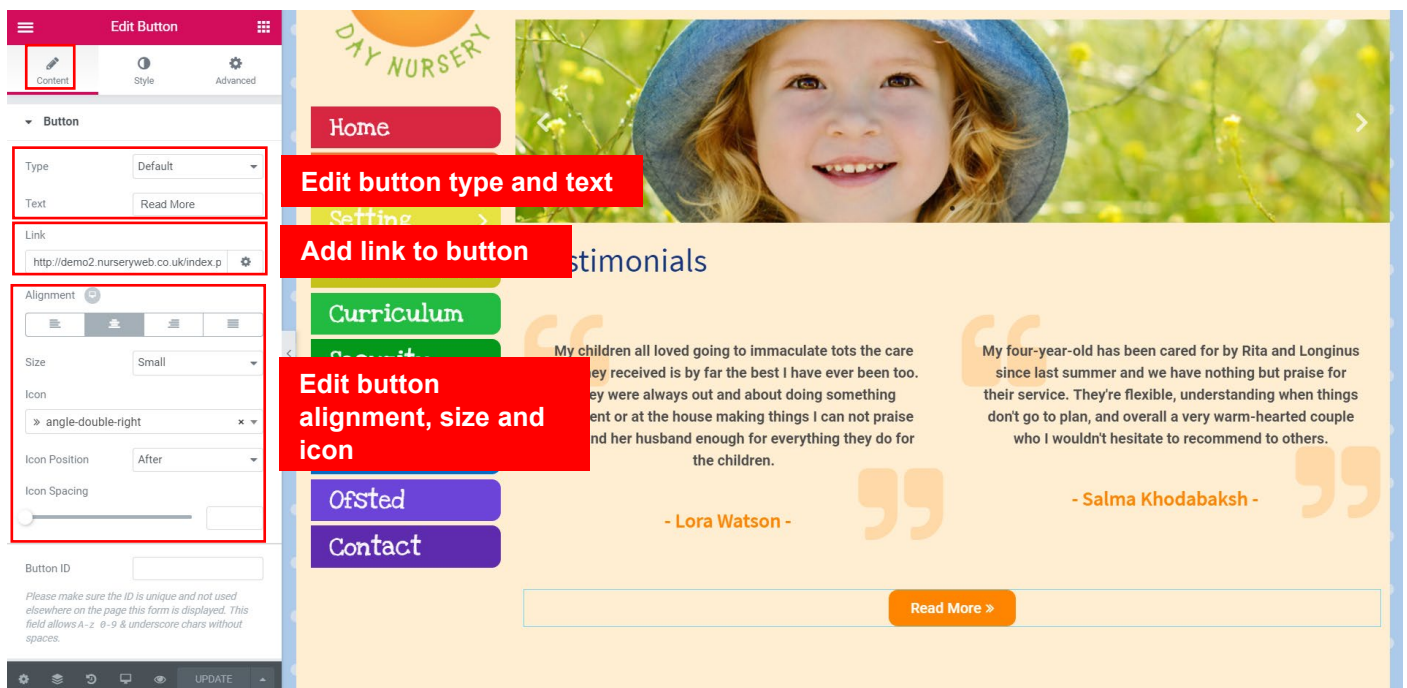 Edit Button
Content
Style
Advanced
Button
Type
Default
Text
Read More
Link
http://demo2.nurseryweb.co.uk/index.p
Alignment
Size
Small
Icon
» angle-double-right ×
Icon Position
After
Icon Spacing
Button ID
Please make sure the ID is unique and not used
elsewhere on the page this form is displayed. This
field allows A-z 0-9 & underscore chars without
spaces.
UPDATE
DAY NURSERY
Home
Setting
Curriculum
Security
Ofsted
Contact
Edit button type and text
Add link to button
Edit button
alignment, size and
icon
stimonials
My children all loved going to immaculate tots the care
ey received is by far the best I have ever been too.
ey were always out and about doing something
ent or at the house making things I can not praise
nd her husband enough for everything they do for
the children.
- Lora Watson -
My four-year-old has been cared for by Rita and Longinus
since last summer and we have nothing but praise for
their service. They're flexible, understanding when things
don't go to plan, and overall a very warm-hearted couple
who I wouldn't hesitate to recommend to others.
- Salma Khodabaksh -
Read More »